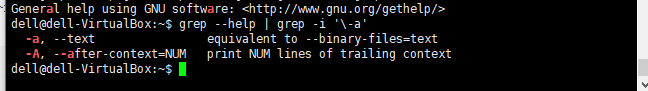 General help using GNU software: <http://www.gnu.org/gethelp/>
dell@dell-VirtualBox:~$ grep --help | grep -i '\-a'
  -a, --text                equivalent to --binary-files=text
  -A, --after-context=NUM   print NUM lines of trailing context
dell@dell-VirtualBox:~$